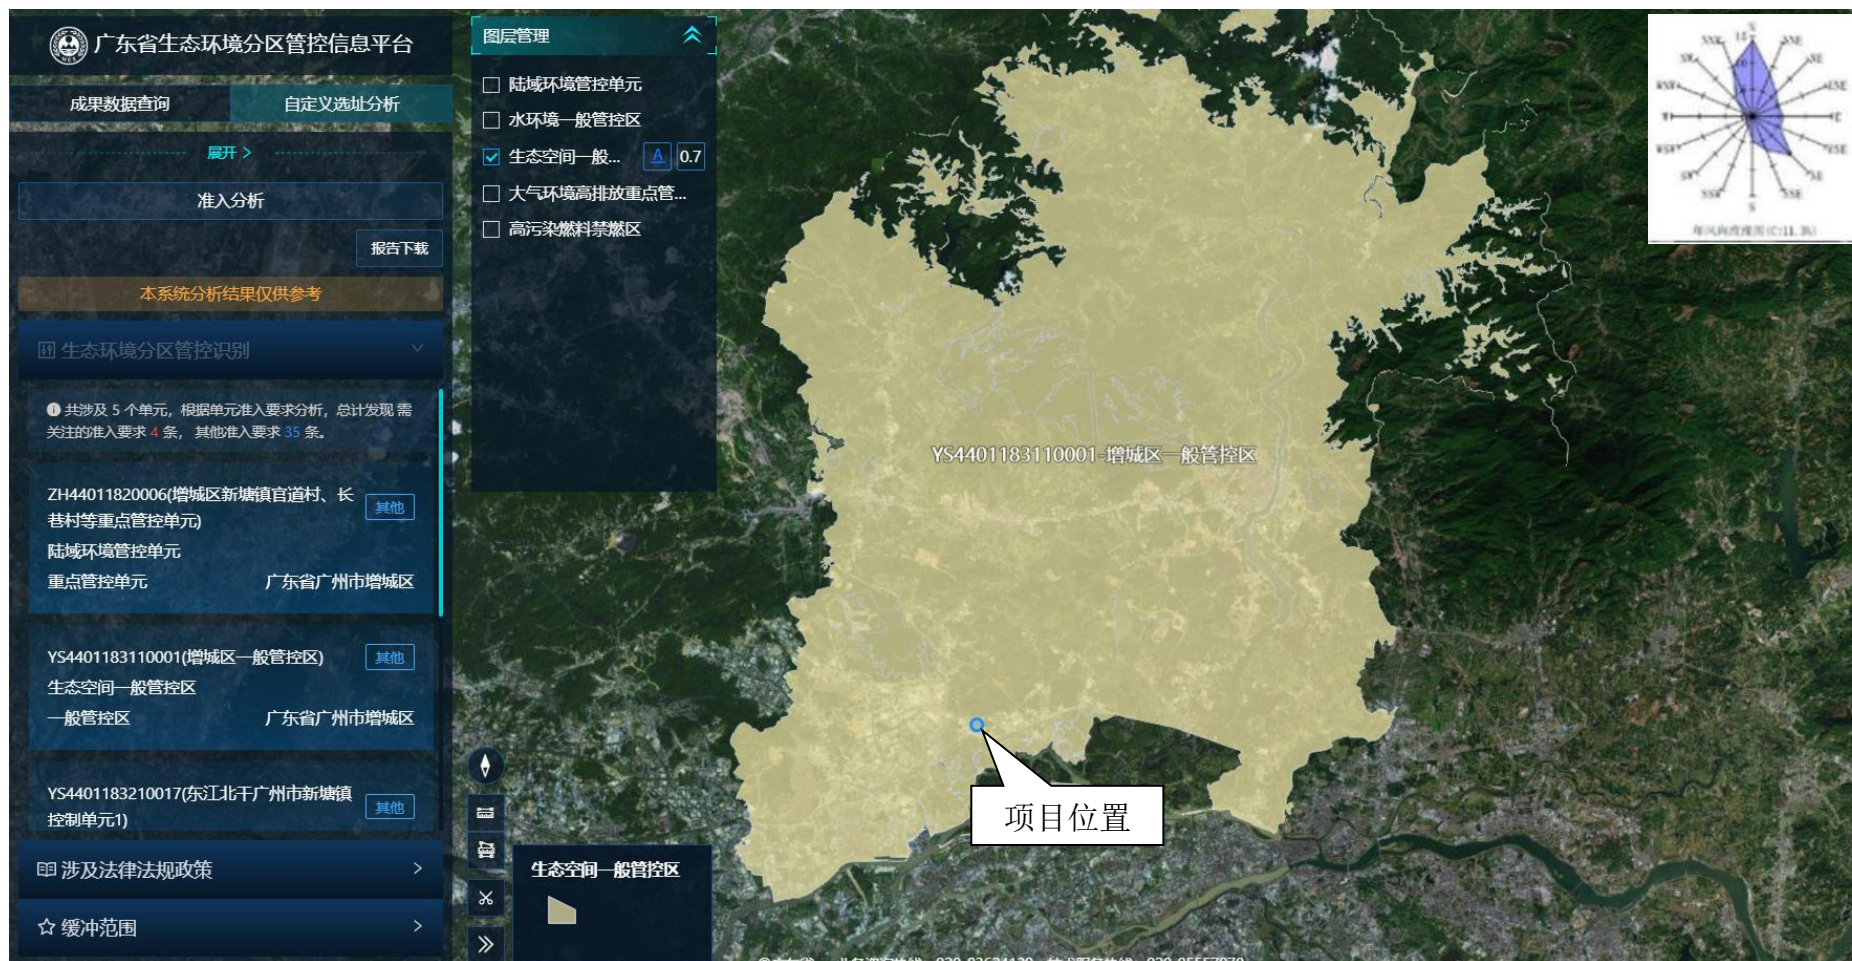 广东省生态环境分区管控信息平台
成果数据查询
自定义选址分析
展开 >
准入分析
报告下载
本系统分析结果仅供参考
生态环境分区管控识别
共涉及 5 个单元，根据单元准入要求分析，总计发现 需
关注的准入要求 4 条， 其他准入要求 35 条。
ZH44011820006(增城区新塘镇官道村、长
巷村等重点管控单元)
其他
陆域环境管控单元
重点管控单元
广东省广州市增城区
YS4401183110001(增城区一般管控区)
其他
生态空间一般管控区
一般管控区
广东省广州市增城区
YS4401183210017(东江北干广州市新塘镇
控制单元1)
其他
涉及法律法规政策
缓冲范围
图层管理
陆域环境管控单元
水环境一般管控区
生态空间一般...
A
0.7
大气环境高排放重点管...
高污染燃料禁燃区
生态空间一般管控区
YS4401183110001-增城区一般管控区
项目位置
N
NNE
NE
ENE
E
ESE
SE
SSE
S
SSW
SW
WSW
W
WNW
NW
NNW